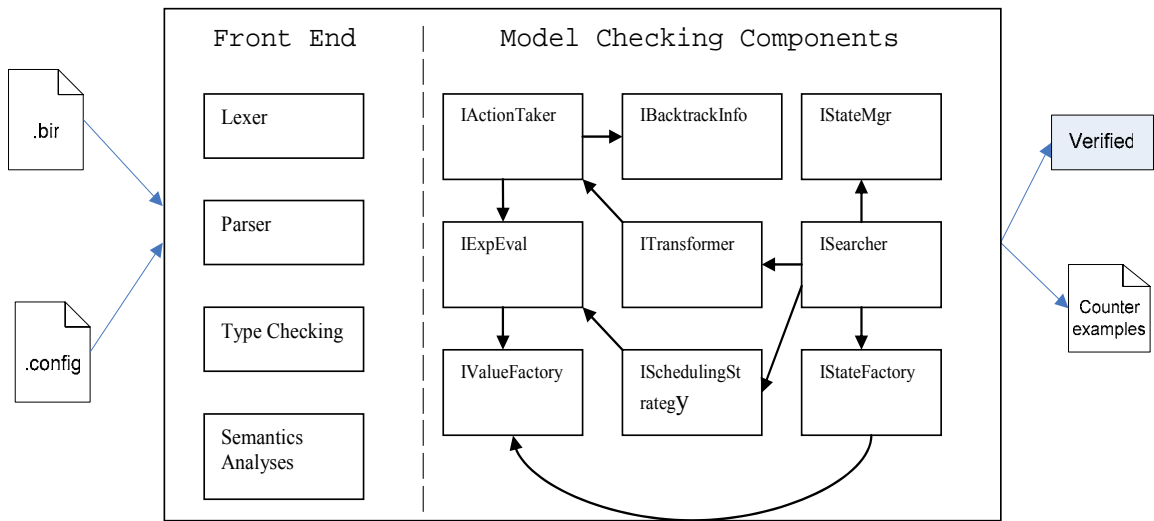 Front End
Model Checking Components
.bir
.config
Lexer
Parser
Type Checking
Semantics
Analyses
IActionTaker
IBacktrackInfo
IStateMgr
IExpEval
ITransformer
ISearcher
IValueFactory
ISchedulingSt
rategy
IStateFactory
Verified
Counter
examples